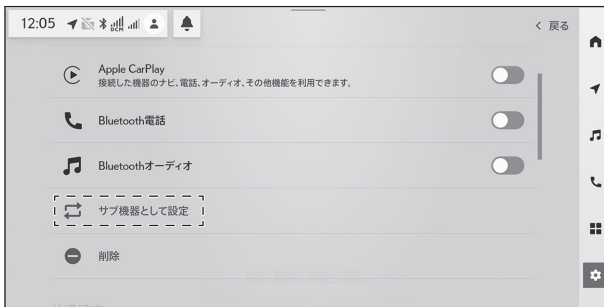 12:05
DCM
戻る
Apple CarPlay
接続した機器のナビ、電話、オーディオ、その他機能を利用できます。
Bluetooth電話
Bluetoothオーディオ
サブ機器として設定
削除